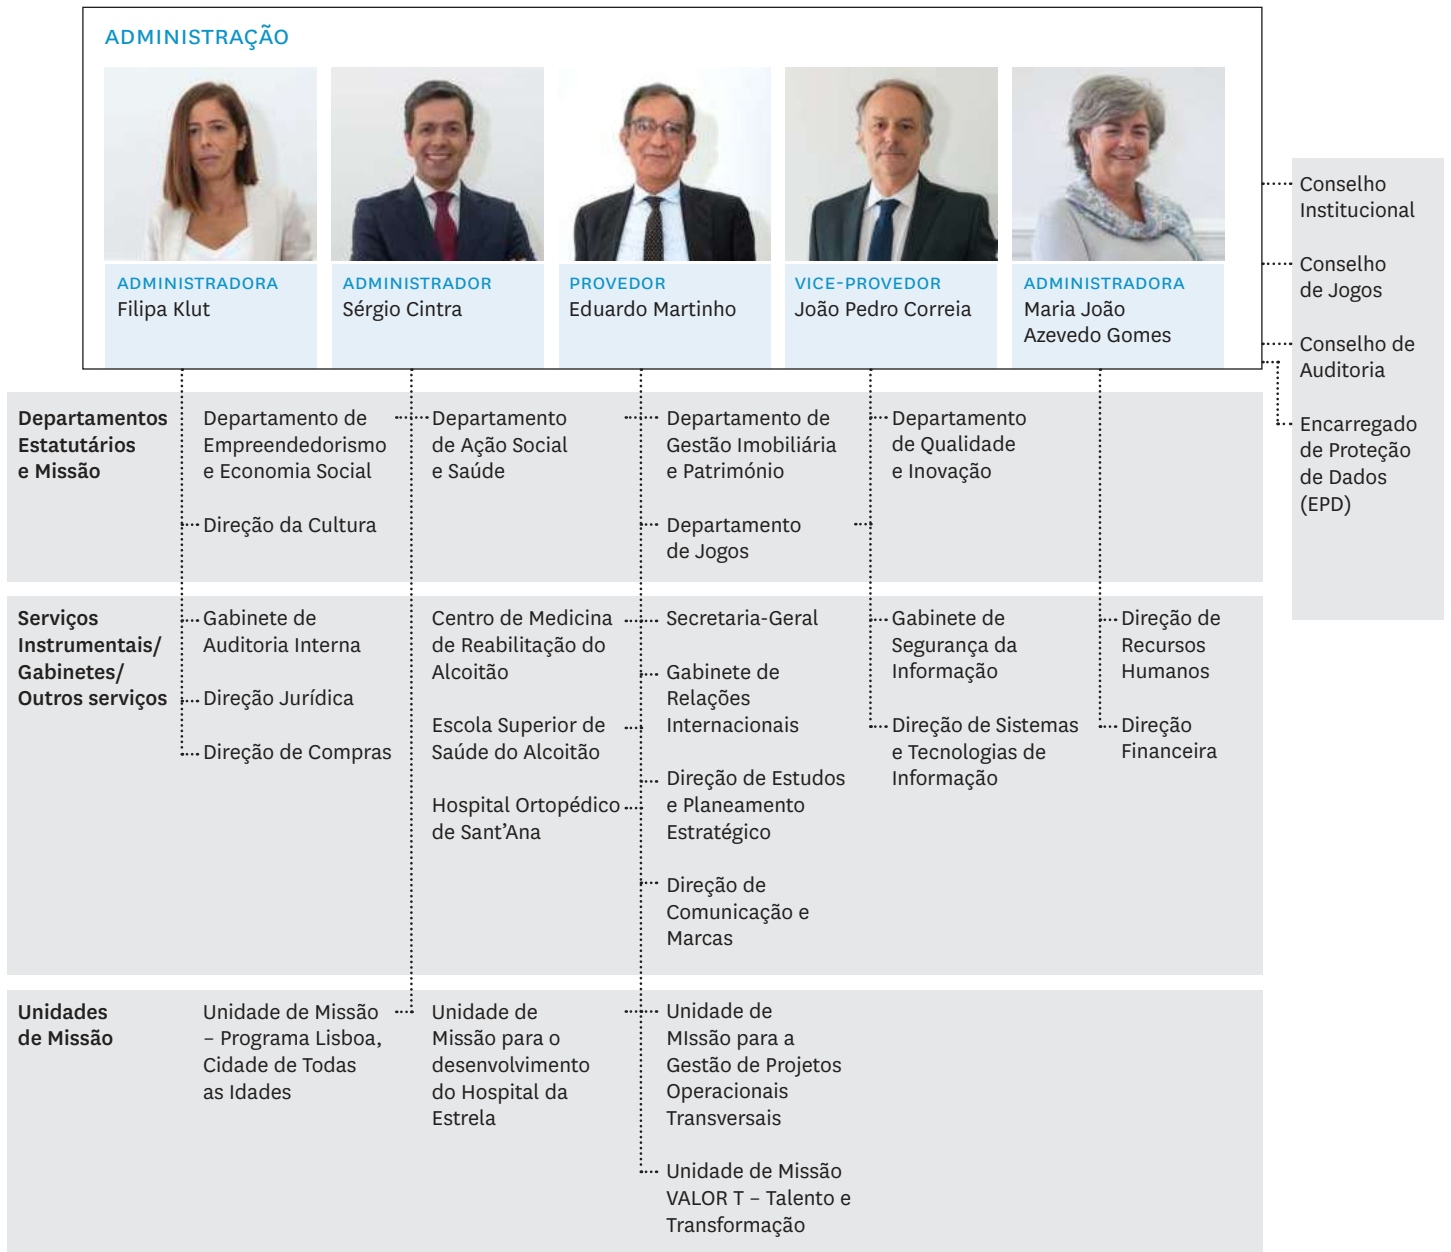 ADMINISTRAÇÃO
ADMINISTRADORA
Filipa Klut
ADMINISTRADOR
Sérgio Cintra
PROVEDOR
Eduardo Martinho
VICE-PROVEDOR
João Pedro Correia
ADMINISTRADORA
Maria João
Azevedo Gomes
Conselho
Institucional
Conselho
de Jogos
Conselho de
Auditoria
Encarregado
de Proteção
de Dados
(EPD)
Departamentos
Estatutários
e Missão
Departamento de
Empreendedorismo
e Economia Social
Direção da Cultura
Departamento
de Ação Social
e Saúde
Departamento de
Gestão Imobiliária
e Património
Departamento
de Jogos
Departamento
de Qualidade
e Inovação
Serviços
Instrumentais/
Gabinetes/
Outros serviços
Gabinete de
Auditoria Interna
Direção Jurídica
Direção de Compras
Centro de Medicina
de Reabilitação do
Alcoitão
Escola Superior de
Saúde do Alcoitão
Hospital Ortopédico
de Sant’Ana
Secretaria-Geral
Gabinete de
Relações
Internacionais
Direção de Estudos
e Planeamento
Estratégico
Direção de
Comunicação e
Marcas
Gabinete de
Segurança da
Informação
Direção de Sistemas
e Tecnologias de
Informação
Direção de
Recursos
Humanos
Direção
Financeira
Unidades
de Missão
Unidade de Missão
– Programa Lisboa,
Cidade de Todas
as Idades
Unidade de
Missão para o
desenvolvimento
do Hospital da
Estrela
Unidade de
MIssão para a
Gestão de Projetos
Operacionais
Transversais
Unidade de Missão
VALOR T – Talento e
Transformação